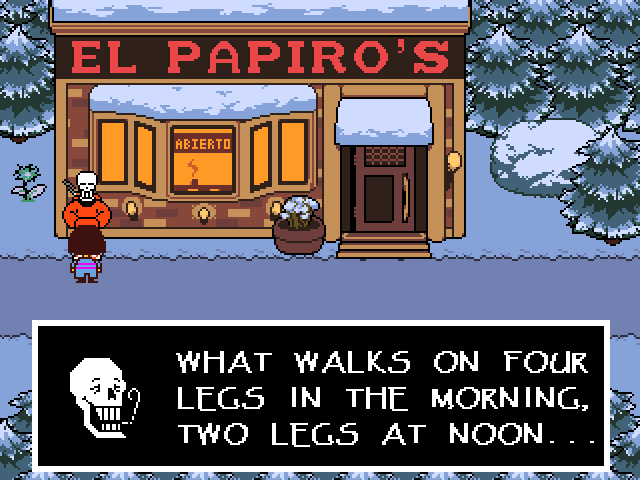 EL PAPIRO'S
ABIERTO
WHAT WALKS ON FOUR
LEGS IN THE MORNING,
TWO LEGS AT NOON...